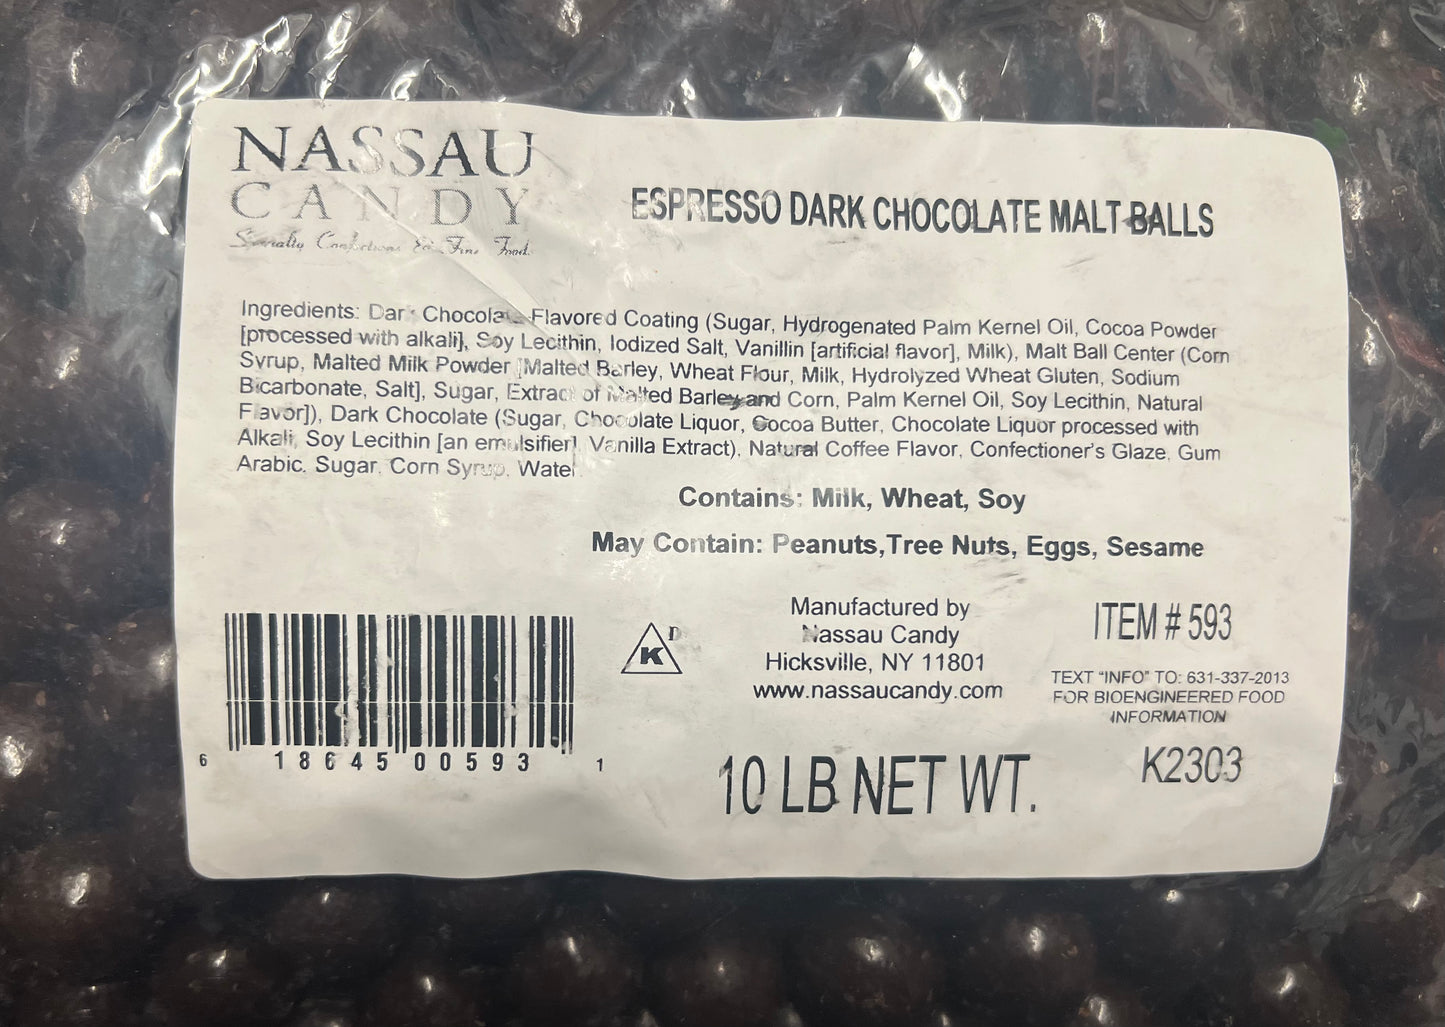 NASSAU
CANDY
Specialty Confections & Fine Foods
ESPRESSO DARK CHOCOLATE MALT BALLS
Ingredients: Dark Chocolate Flavored Coating (Sugar, Hydrogenated Palm Kernel Oil, Cocoa Powder
[processed with alkali], Soy Lecithin, Iodized Salt, Vanillin [artificial flavor], Milk), Malt Ball Center (Corn
Syrup, Malted Milk Powder [Malted Barley, Wheat Flour, Milk, Hydrolyzed Wheat Gluten, Sodium
Bicarbonate, Salt], Sugar, Extract of Malted Barley and Corn, Palm Kernel Oil, Soy Lecithin, Natural
Flavor]), Dark Chocolate (Sugar, Chocolate Liquor, Cocoa Butter, Chocolate Liquor processed with
Alkali, Soy Lecithin [an emulsifier], Vanilla Extract), Natural Coffee Flavor, Confectioner's Glaze, Gum
Arabic, Sugar, Corn Syrup, Water.
Contains: Milk, Wheat, Soy
May Contain: Peanuts,Tree Nuts, Eggs, Sesame
6 18645 00593 1
K D
Manufactured by
Nassau Candy
Hicksville, NY 11801
www.nassaucandy.com
ITEM # 593
TEXT "INFO" TO: 631-337-2013
FOR BIOENGINEERED FOOD
INFORMATION
10 LB NET WT.
K2303